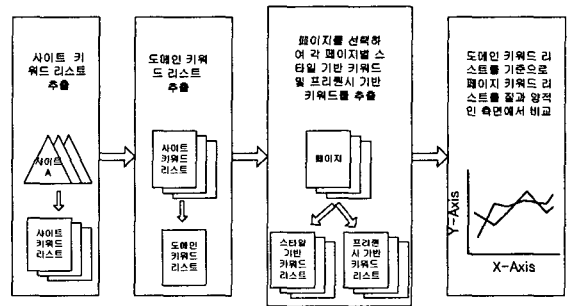 사이트 키
워드 리스트
추출
사이트
A
사이트
키워드
리스트
도메인 키워
드 리스트
추출
사이트
키워드
리스트
도메인
키워드
리스트
페이지를 선택하
여 각 페이지별 스
타일 기반 키워드
및 프리퀀시 기반
키워드를 추출
페이지
스타일
기반
키워드
리스트
프리퀀
시 기반
키워드
리스트
도메인 키워드 리
스트를 기준으로
페이지 키워드 리
스트를 질과 양적
인 측면에서 비교
Y-Axis
X-Axis